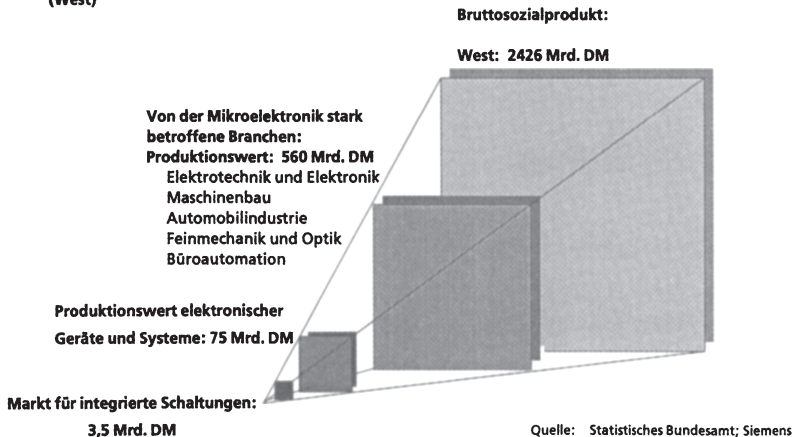 (West)
Bruttosozialprodukt:
West: 2426 Mrd. DM
Von der Mikroelektronik stark
betroffene Branchen:
Produktionswert: 560 Mrd. DM
Elektrotechnik und Elektronik
Maschinenbau
Automobilindustrie
Feinmechanik und Optik
Büroautomation
Produktionswert elektronischer
Geräte und Systeme: 75 Mrd. DM
Markt für integrierte Schaltungen:
3,5 Mrd. DM
Quelle: Statistisches Bundesamt; Siemens